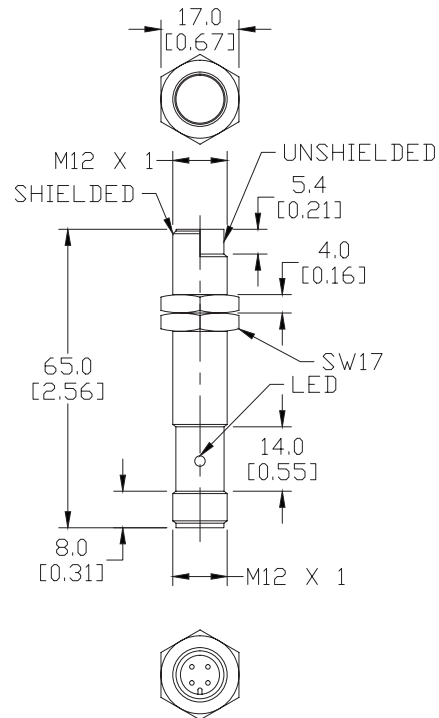 17.0
[0.67]
M12 X 1
UNSHIELDED
SHIELDED
5.4
[0.21]
4.0
[0.16]
SW17
65.0
[2.56]
LED
14.0
[0.55]
8.0
[0.31]
M12 X 1